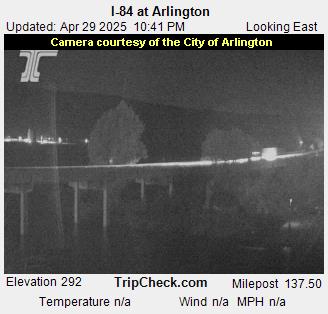 I-84 at Arlington
Updated: Apr 29 2025 10:41 PM Looking East
Camera courtesy of the City of Arlington
Elevation 292 TripCheck.com Milepost 137.50
Temperature n/a Wind n/a MPH n/a